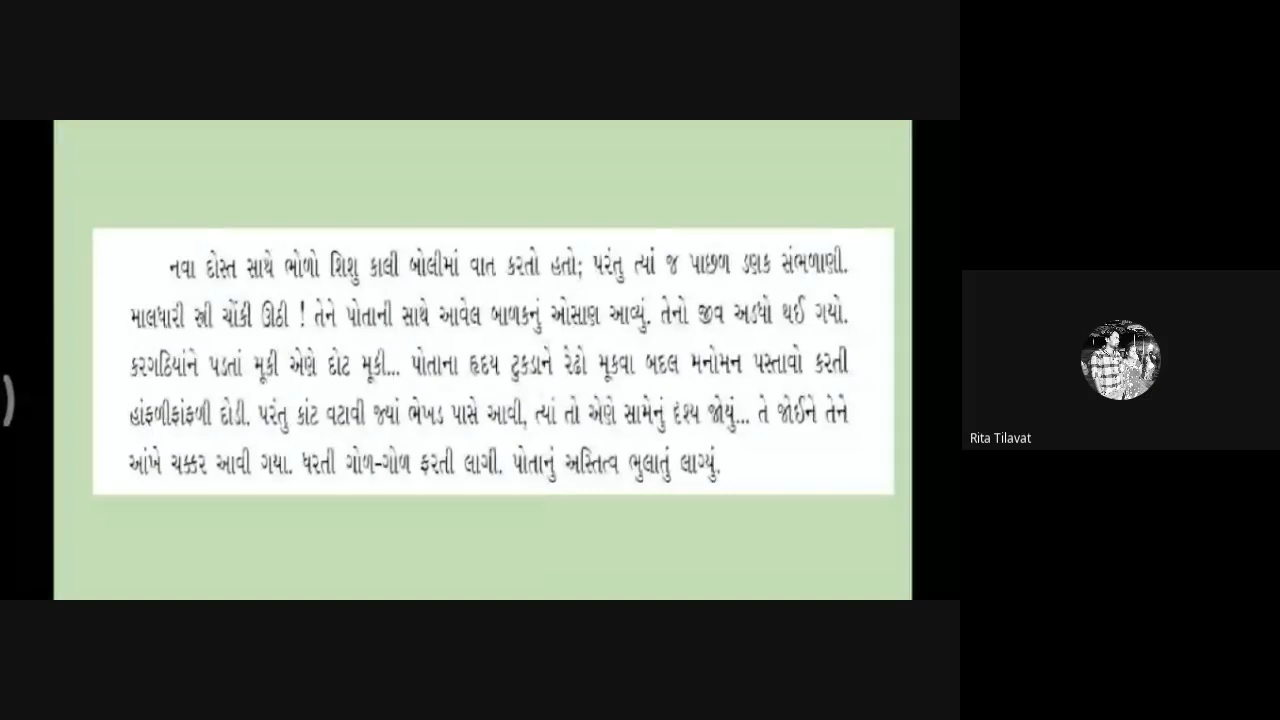 નવા દોસ્ત સાથે ભોળો શિશુ કાલી બોલીમાં વાત કરતો હતો; પરંતુ ત્યાં જ પાછળ ડણક સંભળાણી.
માલધારી સ્ત્રી ચોંકી ઊઠી ! તેને પોતાની સાથે આવેલ બાળકનું ઓસાણ આવ્યું. તેનો જીવ અડધો થઈ ગયો.
કરગઠિયાંને પડતાં મૂકી એણે દોટ મૂકી... પોતાના હૃદય ટુકડાને રેઢો મૂકવા બદલ મનોમન પસ્તાવો કરતી
હાંફળીફાંફળી દોડી. પરંતુ કાંટ વટાવી જ્યાં ભેખડ પાસે આવી, ત્યાં તો એણે સામેનું દૃશ્ય જોયું... તે જોઈને તેને
આંખે ચક્કર આવી ગયા. ધરતી ગોળ-ગોળ ફરતી લાગી. પોતાનું અસ્તિત્વ ભુલાતું લાગ્યું.
Rita Tilavat